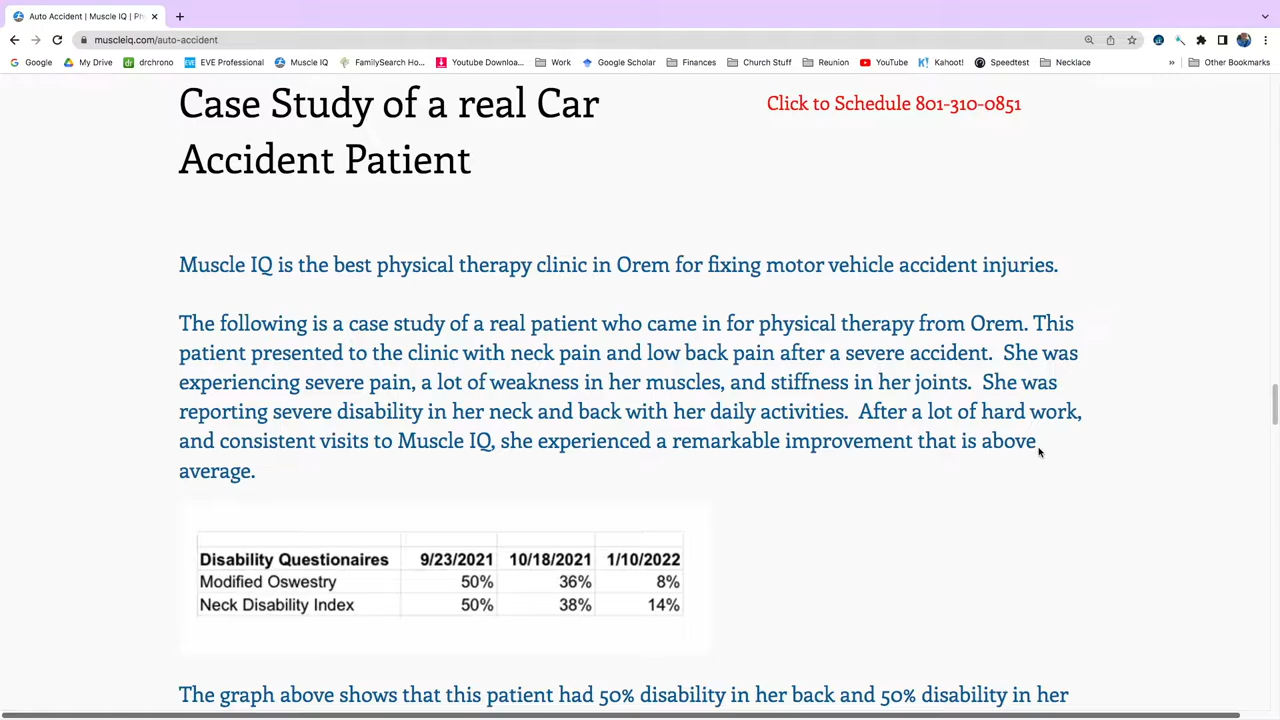 Auto Accident | Muscle IQ | Ph
muscleiq.com/auto-accident
Google My Drive drchrono EVE Professional Muscle IQ FamilySearch Ho... Youtube Downloa... Work Google Scholar Finances Church Stuff Reunion YouTube Kahoot! Speedtest Necklace » Other Bookmarks
Case Study of a real Car
Accident Patient
Click to Schedule 801-310-0851
Muscle IQ is the best physical therapy clinic in Orem for fixing motor vehicle accident injuries.
The following is a case study of a real patient who came in for physical therapy from Orem. This
patient presented to the clinic with neck pain and low back pain after a severe accident. She was
experiencing severe pain, a lot of weakness in her muscles, and stiffness in her joints. She was
reporting severe disability in her neck and back with her daily activities. After a lot of hard work,
and consistent visits to Muscle IQ, she experienced a remarkable improvement that is above
average.
Disability Questionaires 9/23/2021 10/18/2021 1/10/2022
Modified Oswestry 50% 36% 8%
Neck Disability Index 50% 38% 14%
The graph above shows that this patient had 50% disability in her back and 50% disability in her